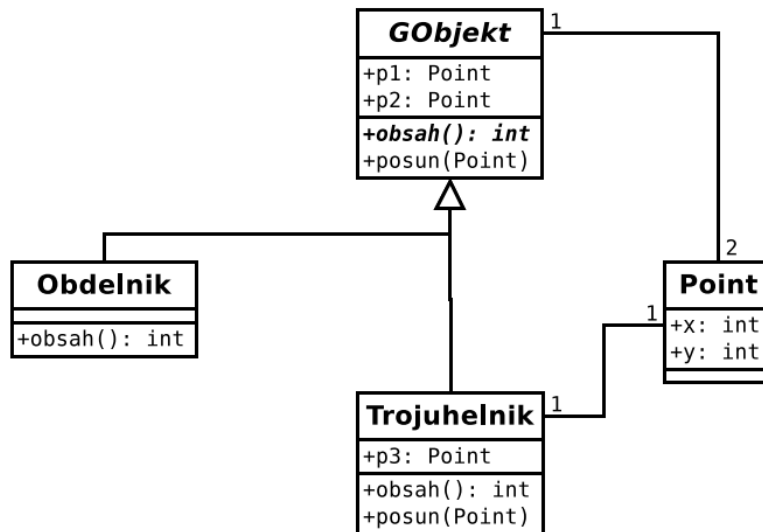 GObjekt
+p1: Point
+p2: Point
+obsah(): int
+posun(Point)
1
2
Obdelnik
+obsah(): int
Point
+x: int
+y: int
1
Trojuhelnik
+p3: Point
+obsah(): int
+posun(Point)
1